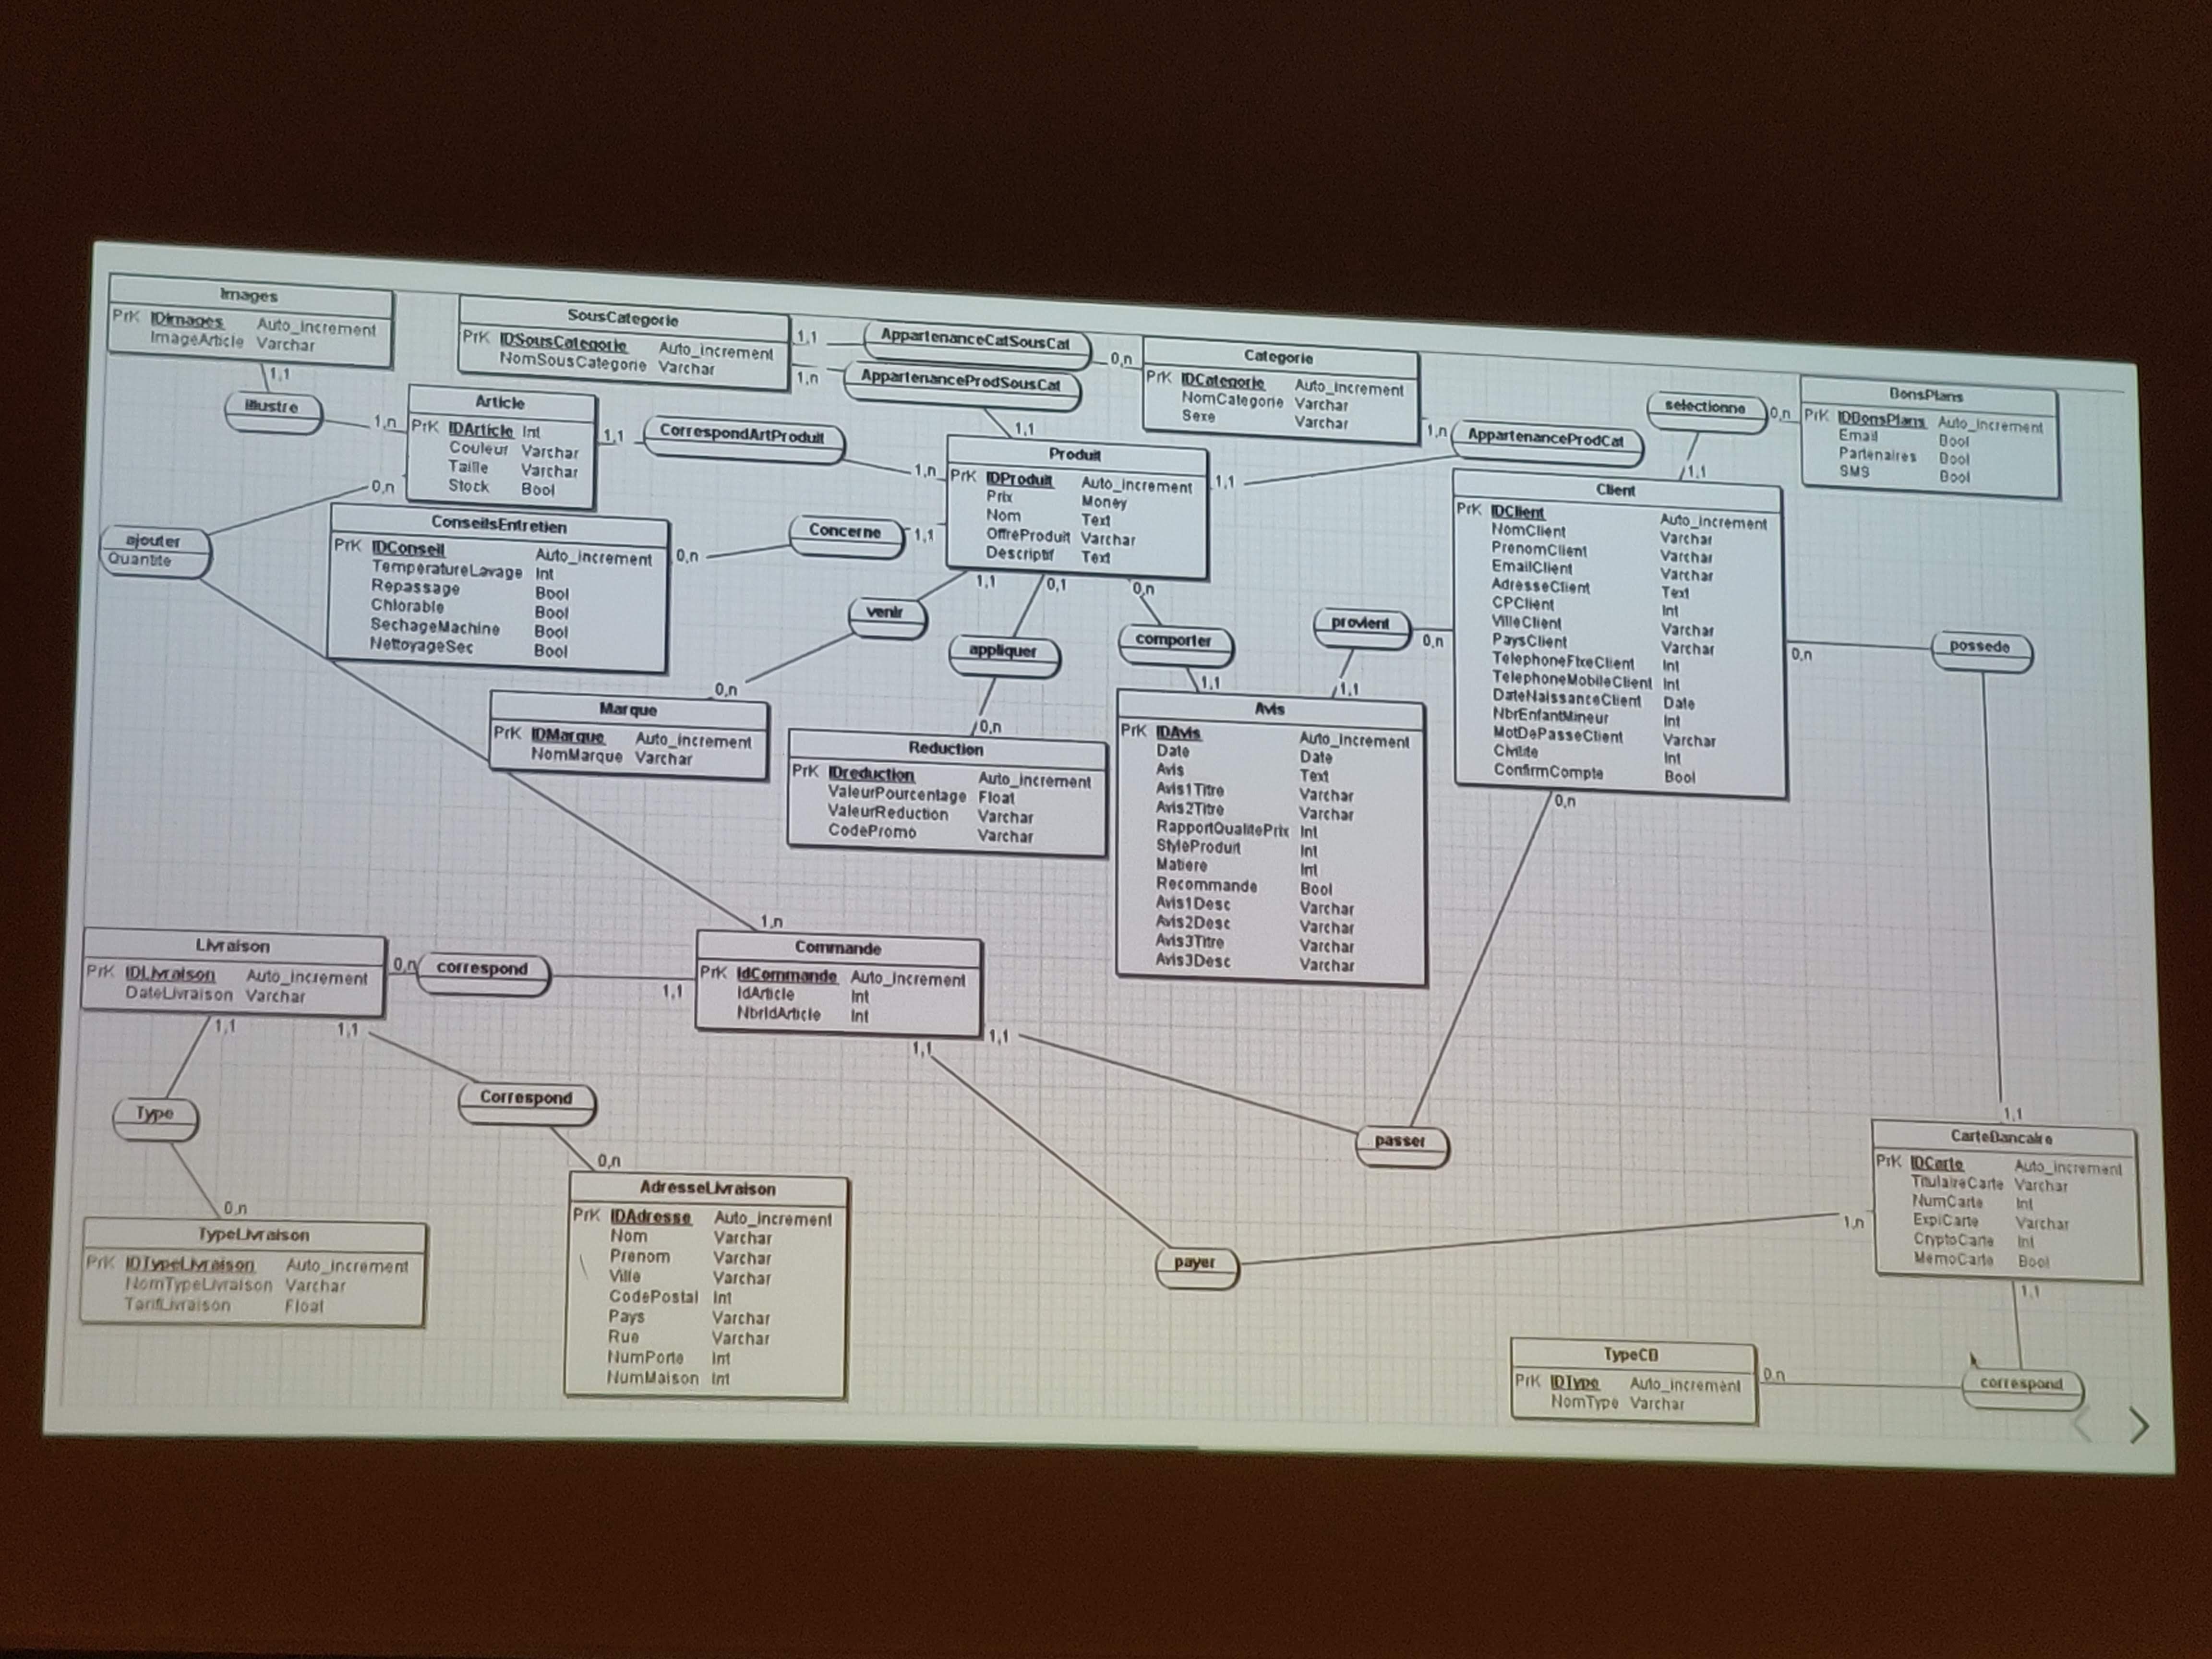 Images
PrK IDImages Auto_increment
ImageArticle Varchar
1,1
illustre
1,n
SousCategorie
PrK IDSousCategorie Auto_increment
NomSousCategorie Varchar
1,1
AppartenanceCatSousCat
0,n
1,n
AppartenanceProdSousCat
1,1
Categorie
PrK IDCategorie Auto_increment
NomCategorie Varchar
Sexe Varchar
1,n
AppartenanceProdCat
1,1
selectionne
0,n
1,1
BonsPlans
PrK IDBonsPlans Auto_increment
Email Bool
Partenaires Bool
SMS Bool
Article
PrK IDArticle Int
Couleur Varchar
Taille Varchar
Stock Bool
1,1
CorrespondArtProduit
1,n
0,n
ajouter
Quantite
Produit
PrK IDProduit Auto_increment
Prix Money
Nom Text
OffreProduit Varchar
Descriptif Text
Client
PrK IDClient Auto_increment
NomClient Varchar
PrenomClient Varchar
EmailClient Varchar
AdresseClient Text
CPClient Int
VilleClient Varchar
PaysClient Varchar
TelephoneFixeClient Int
TelephoneMobileClient Int
DateNaissanceClient Date
NbrEnfantMineur Int
MotDePasseClient Varchar
Civilite Int
ConfirmCompte Bool
ConseilsEntretien
PrK IDConseil Auto_increment
TemperatureLavage Int
Repassage Bool
Chlorable Bool
SechageMachine Bool
NettoyageSec Bool
0,n
Concerne
1,1
1,1
venir
0,n
0,1
appliquer
0,n
0,n
comporter
1,1
provient
0,n
1,1
0,n
possede
1,1
Marque
PrK IDMarque Auto_increment
NomMarque Varchar
Reduction
PrK IDreduction Auto_increment
ValeurPourcentage Float
ValeurReduction Varchar
CodePromo Varchar
Avis
PrK IDAvis Auto_increment
Date Date
Avis Text
Avis1Titre Varchar
Avis2Titre Varchar
RapportQualitePrix Int
StyleProduit Int
Matiere Int
Recommande Bool
Avis1Desc Varchar
Avis2Desc Varchar
Avis3Titre Varchar
Avis3Desc Varchar
0,n
1,n
Livraison
PrK IDLivraison Auto_increment
DateLivraison Varchar
0,n
correspond
1,1
Commande
PrK IdCommande Auto_increment
IdArticle Int
NbrIdArticle Int
1,1
1,1
1,1
1,1
Type
0,n
Correspond
0,n
passer
payer
1,n
CarteBancaire
PrK IDCarte Auto_increment
TitulaireCarte Varchar
NumCarte Int
ExpiCarte Varchar
CryptoCarte Int
MemoCarte Bool
1,1
TypeLivraison
PrK IDTypeLivraison Auto_increment
NomTypeLivraison Varchar
TarifLivraison Float
AdresseLivraison
PrK IDAdresse Auto_increment
Nom Varchar
Prenom Varchar
Ville Varchar
CodePostal Int
Pays Varchar
Rue Varchar
NumPorte Int
NumMaison Int
TypeCB
PrK IDType Auto_increment
NomType Varchar
0,n
correspond